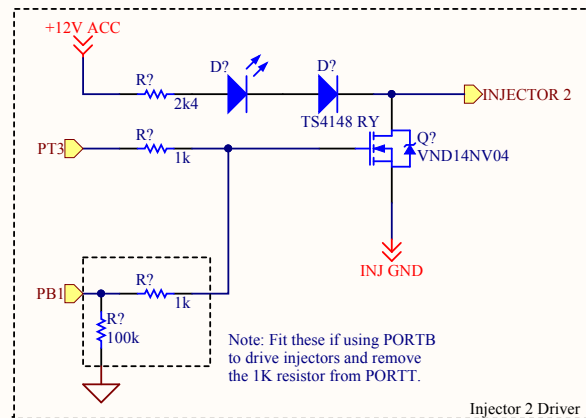 +12V ACC
D?
D?
R?
2k4
TS4148 RY
INJECTOR 2
PT3
R?
1k
Q?
VND14NV04
INJ GND
PB1
R?
1k
R?
100k
Note: Fit these if using PORTB
to drive injectors and remove
the 1K resistor from PORTT.
Injector 2 Driver